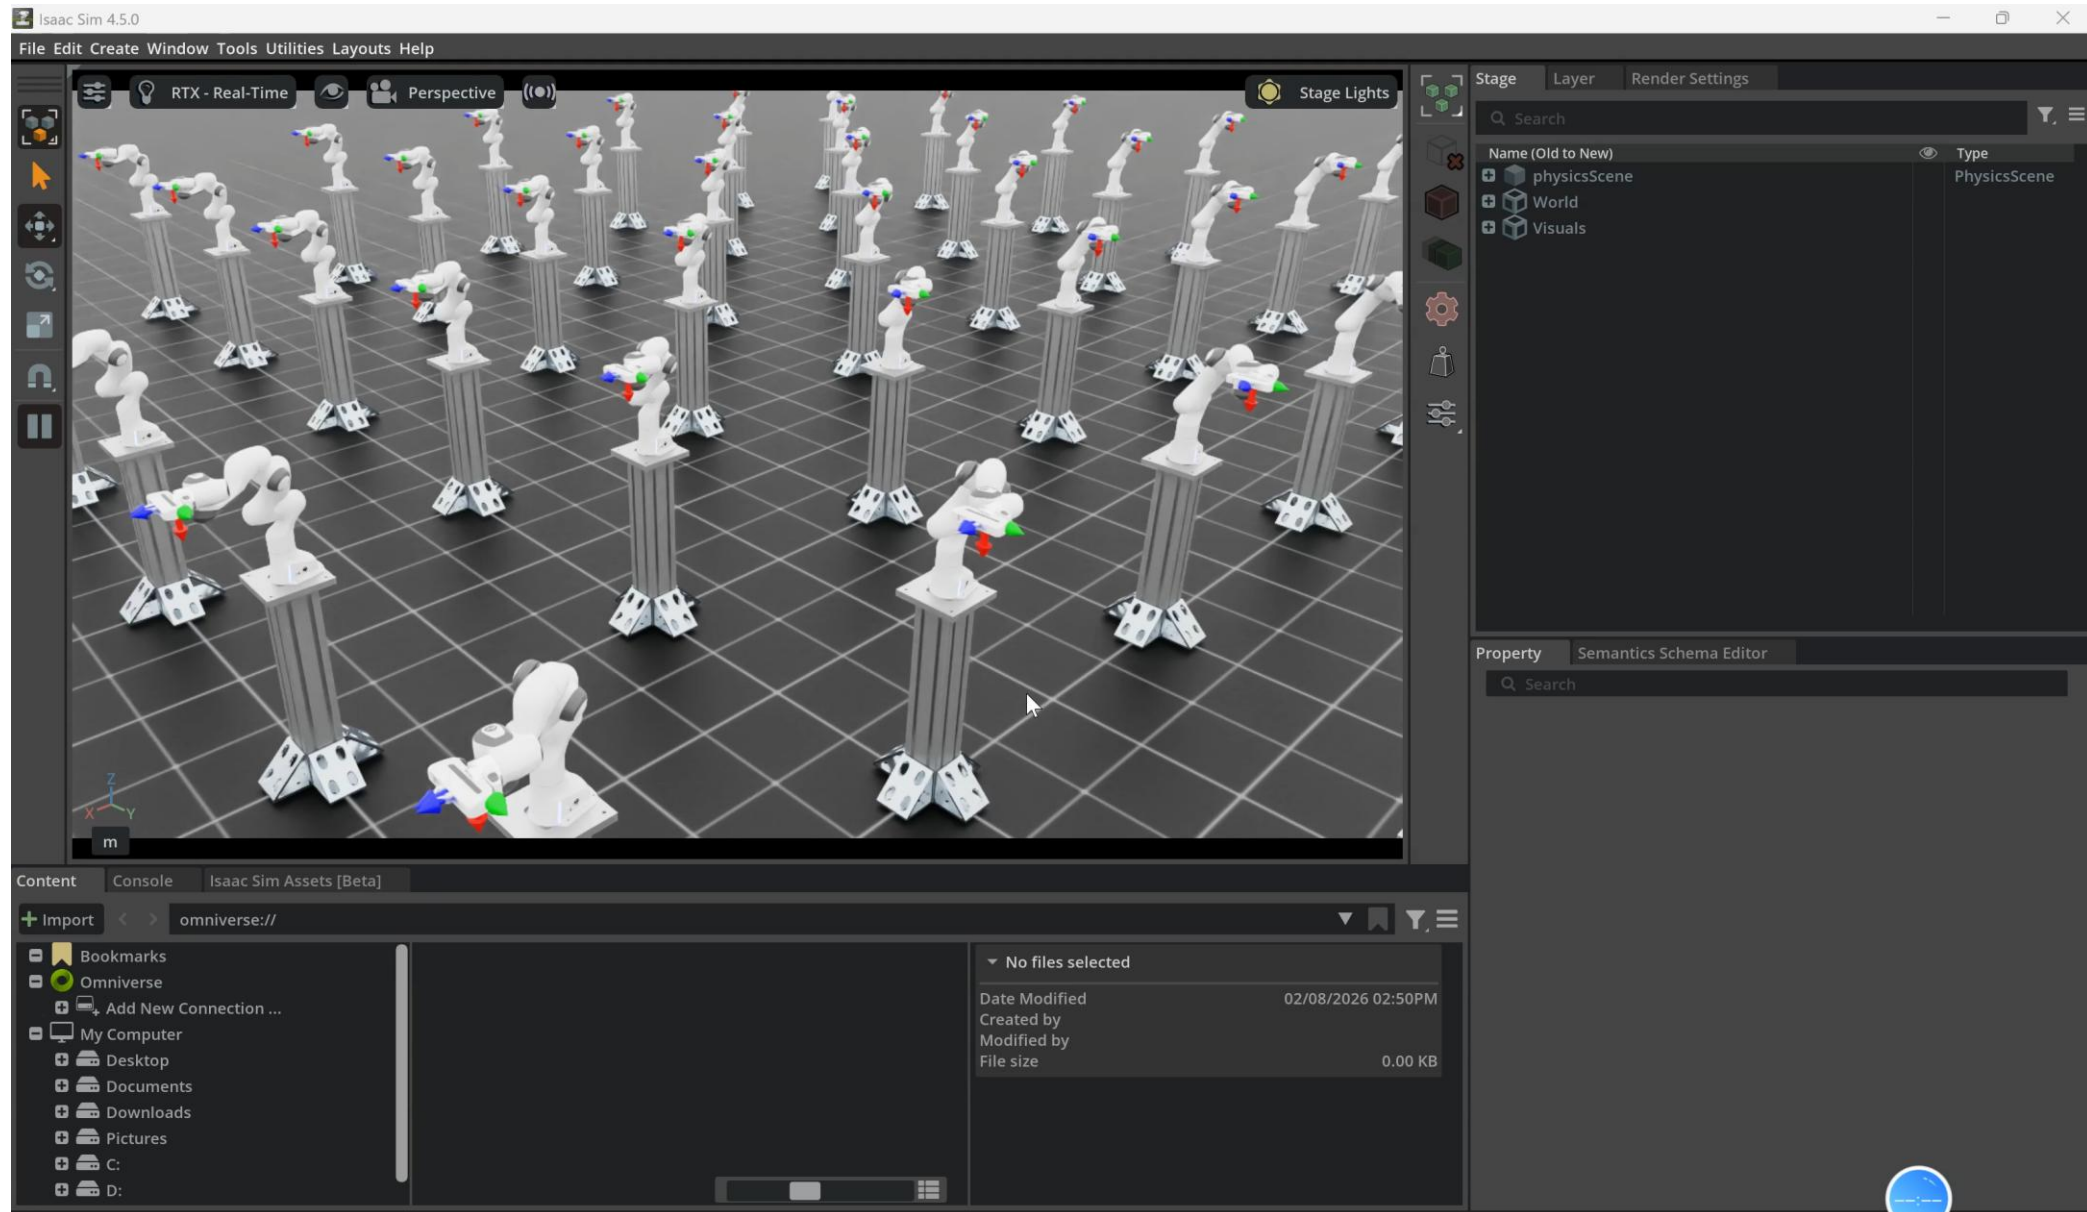 Isaac Sim 4.5.0
File Edit Create Window Tools Utilities Layouts Help
RTX - Real-Time
Perspective
Stage Lights
Z
X
Y
m
Stage Layer Render Settings
Search
Name (Old to New) Type
physicsScene PhysicsScene
World
Visuals
Property Semantics Schema Editor
Search
Content Console Isaac Sim Assets [Beta]
Import omniverse://
Bookmarks
Omniverse
Add New Connection ...
My Computer
Desktop
Documents
Downloads
Pictures
C:
D:
No files selected
Date Modified 02/08/2026 02:50PM
Created by
Modified by
File size 0.00 KB
--:--